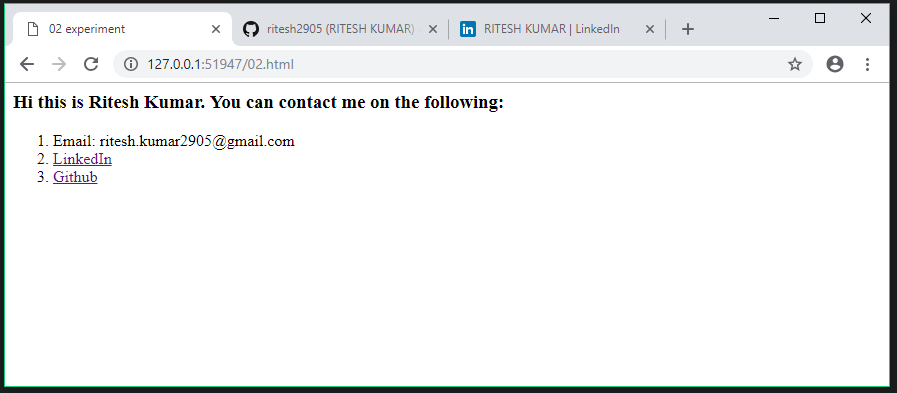 02 experiment
ritesh2905 (RITESH KUMAR)
in RITESH KUMAR | LinkedIn
127.0.0.1:51947/02.html
Hi this is Ritesh Kumar. You can contact me on the following:
1. Email: ritesh.kumar2905@gmail.com
2. LinkedIn
3. Github